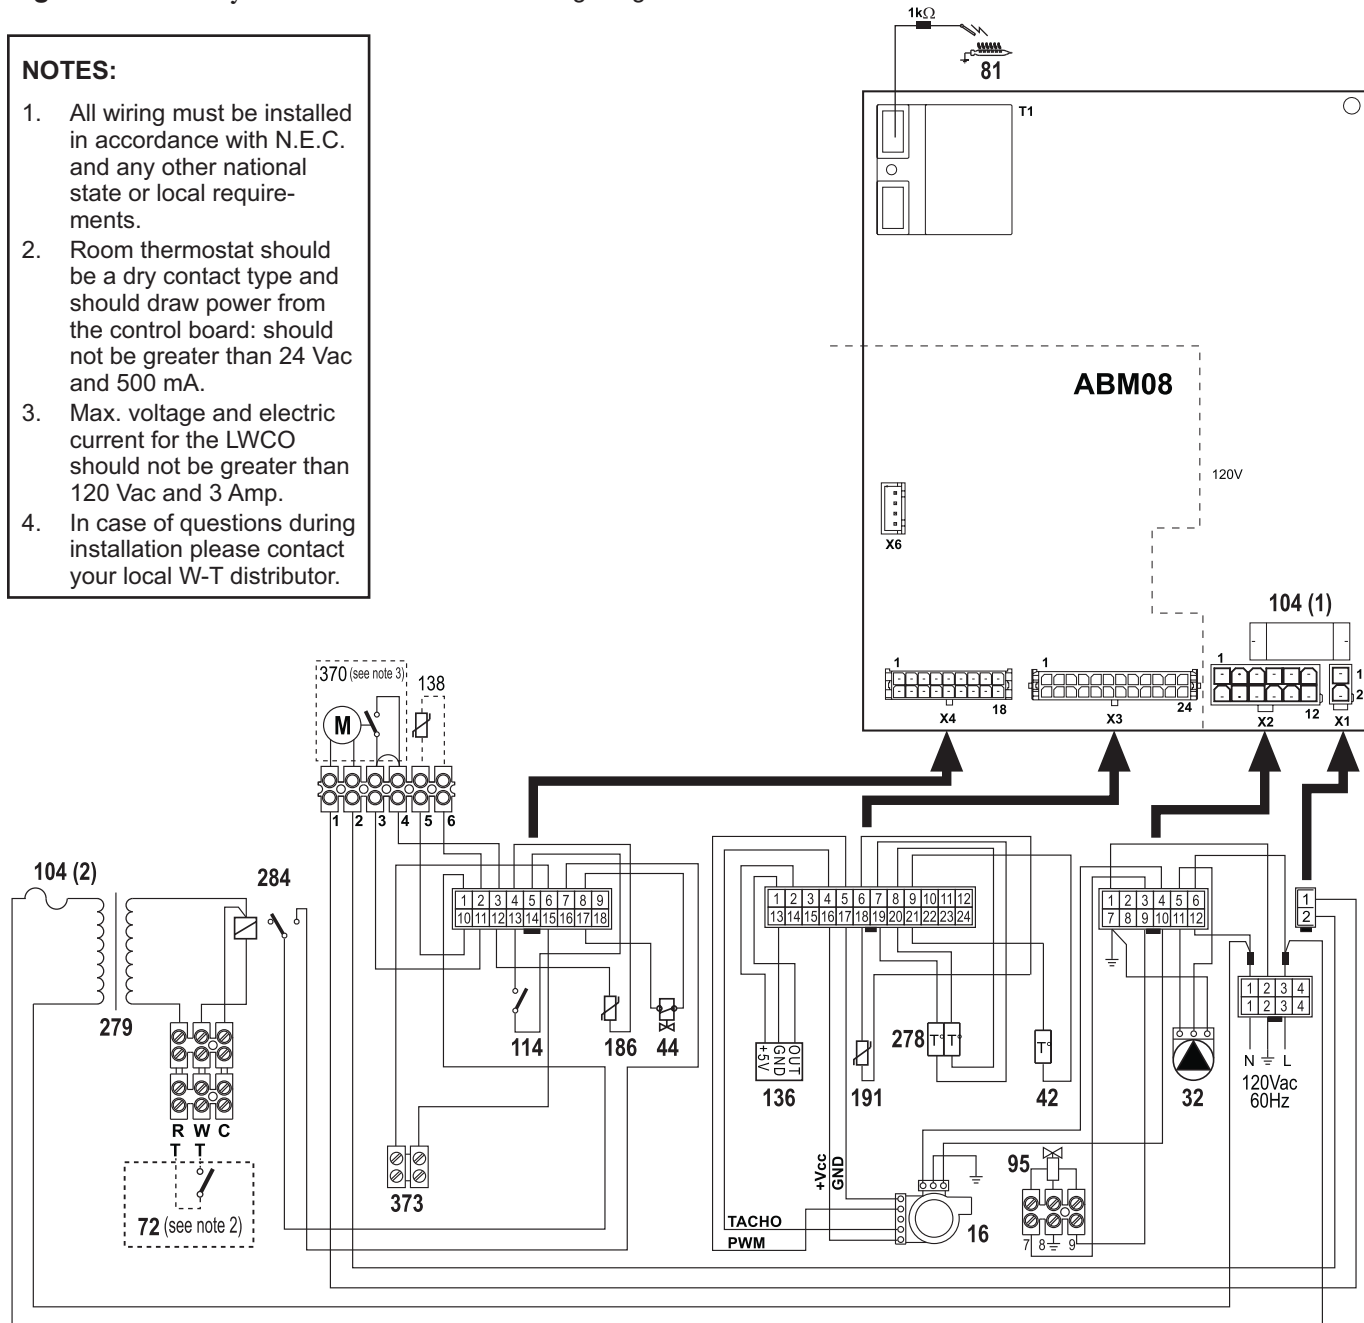 NOTES:
1. All wiring must be installed
in accordance with N.E.C.
and any other national
state or local require-
ments.
2. Room thermostat should
be a dry contact type and
should draw power from
the control board: should
not be greater than 24 Vac
and 500 mA.
3. Max. voltage and electric
current for the LWCO
should not be greater than
120 Vac and 3 Amp.
4. In case of questions during
installation please contact
your local W-T distributor.
1kΩ
81
T1
ABM08
120V
X6
104 (1)
1 1 1 1
18 24 12 2
X4 X3 X2 X1
370 (see note 3) 138
M
1 2 3 4 5 6
104 (2) 284
1 2 3 4 5 6 7 8 9
10 11 12 13 14 15 16 17 18
1 2 3 4 5 6 7 8 9 10 11 12
13 14 15 16 17 18 19 20 21 22 23 24
1 2 3 4 5 6
7 8 9 10 11 12
1
2
1 2 3 4
1 2 3 4
279
114 186 44
+5V GND OUT
136 191 278 T° T° T° 42 32
N L
120Vac
60Hz
R W C
T T
72 (see note 2)
373
+Vcc GND
TACHO
PWM
16
95
7 8 9